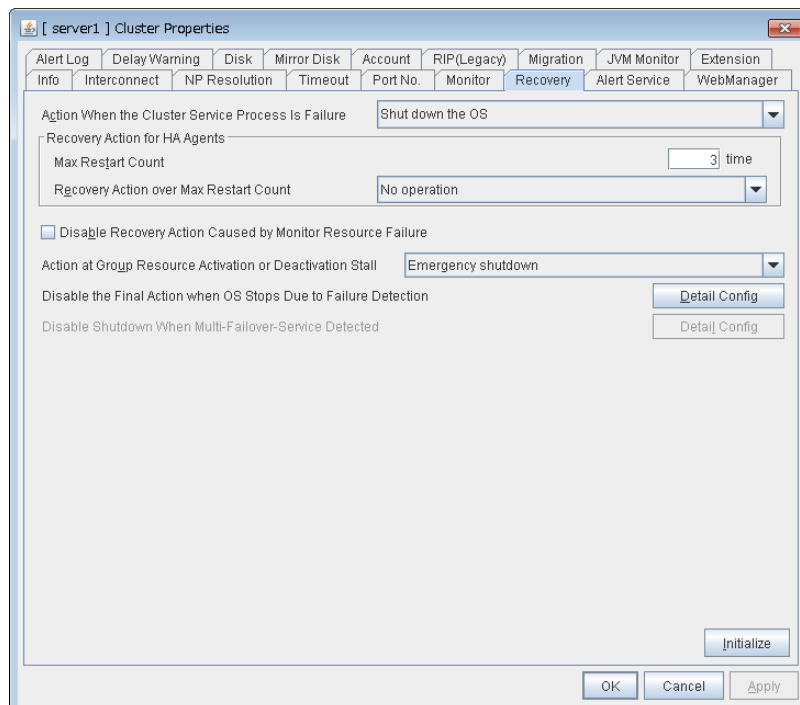 [ server1 ] Cluster Properties
Alert Log Delay Warning Disk Mirror Disk Account RIP(Legacy) Migration JVM Monitor Extension
Info Interconnect NP Resolution Timeout Port No. Monitor Recovery Alert Service WebManager
Action When the Cluster Service Process Is Failure Shut down the OS
Recovery Action for HA Agents
Max Restart Count 3 time
Recovery Action over Max Restart Count No operation
Disable Recovery Action Caused by Monitor Resource Failure
Action at Group Resource Activation or Deactivation Stall Emergency shutdown
Disable the Final Action when OS Stops Due to Failure Detection Detail Config
Disable Shutdown When Multi-Failover-Service Detected Detail Config
Initialize
OK Cancel Apply